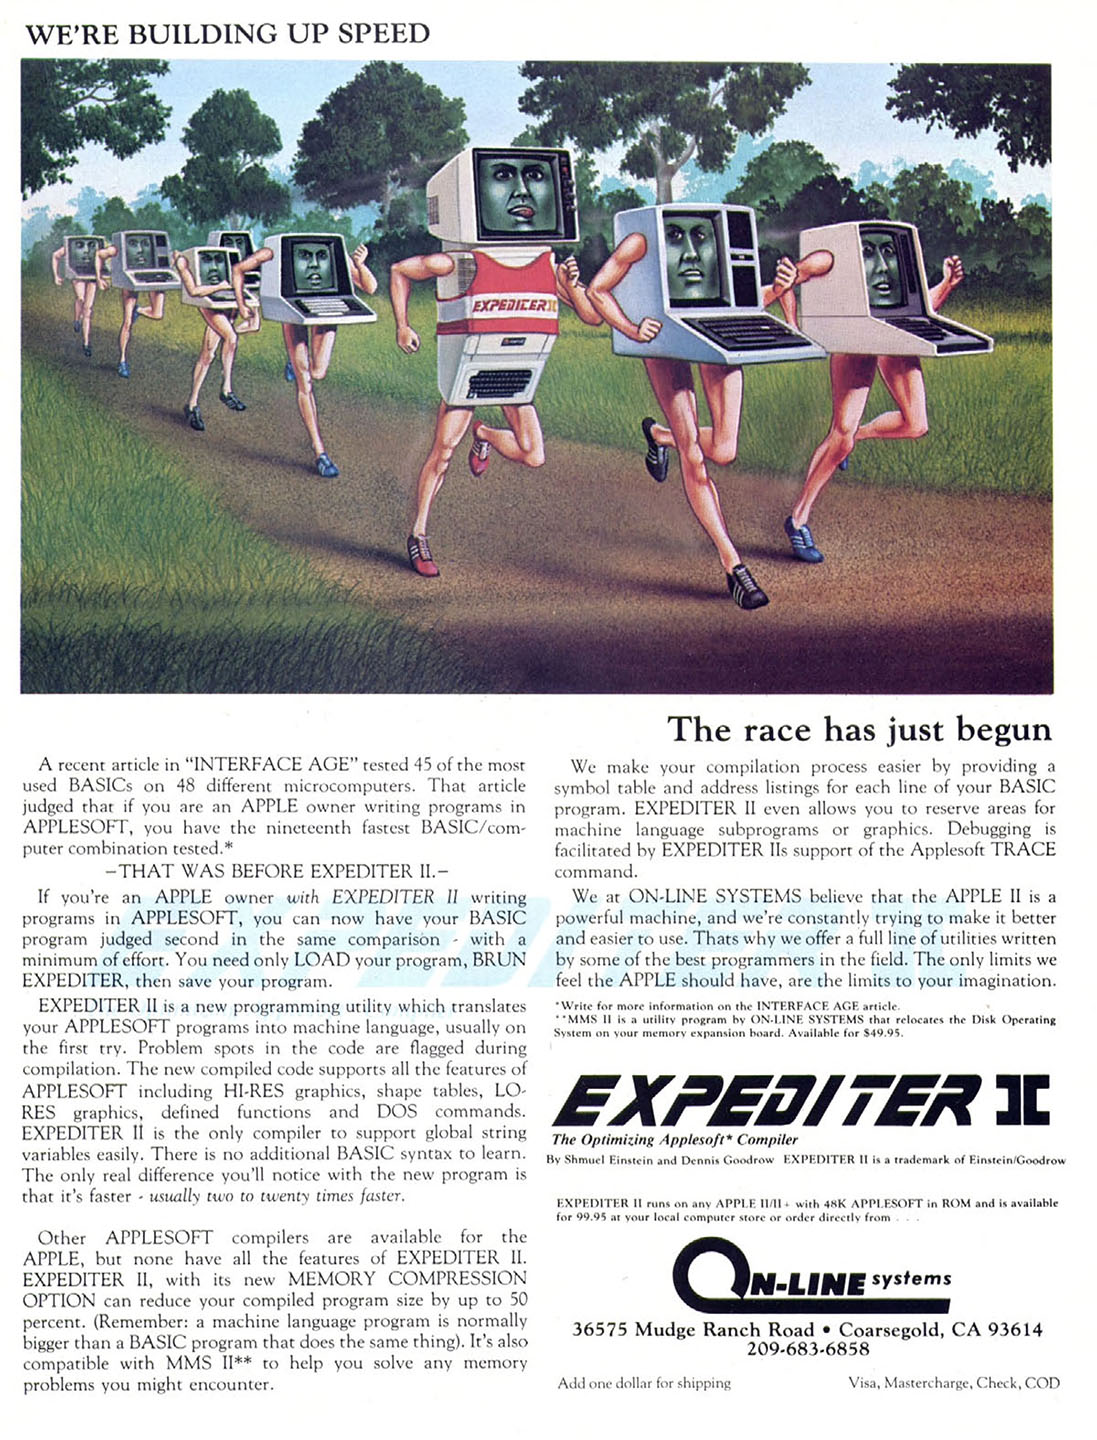 WE'RE BUILDING UP SPEED
EXPEDITER II
The race has just begun
A recent article in “INTERFACE AGE” tested 45 of the most
used BASICs on 48 different microcomputers. That article
judged that if you are an APPLE owner writing programs in
APPLESOFT, you have the nineteenth fastest BASIC/com-
puter combination tested.*
—THAT WAS BEFORE EXPEDITER II.—
If you're an APPLE owner with EXPEDITER II writing
programs in APPLESOFT, you can now have your BASIC
program judged second in the same comparison - with a
minimum of effort. You need only LOAD your program, BRUN
EXPEDITER, then save your program.
EXPEDITER II is a new programming utility which translates
your APPLESOFT programs into machine language, usually on
the first try. Problem spots in the code are flagged during
compilation. The new compiled code supports all the features of
APPLESOFT including HI-RES graphics, shape tables, LO-
RES graphics, defined functions and DOS commands.
EXPEDITER II is the only compiler to support global string
variables easily. There is no additional BASIC syntax to learn.
The only real difference you'll notice with the new program is
that it's faster - usually two to twenty times faster.
Other APPLESOFT compilers are available for the
APPLE, but none have all the features of EXPEDITER II.
EXPEDITER II, with its new MEMORY COMPRESSION
OPTION can reduce your compiled program size by up to 50
percent. (Remember: a machine language program is normally
bigger than a BASIC program that does the same thing). It's also
compatible with MMS II** to help you solve any memory
problems you might encounter.
We make your compilation process easier by providing a
symbol table and address listings for each line of your BASIC
program. EXPEDITER II even allows you to reserve areas for
machine language subprograms or graphics. Debugging is
facilitated by EXPEDITER IIs support of the Applesoft TRACE
command.
We at ON-LINE SYSTEMS believe that the APPLE II is a
powerful machine, and we're constantly trying to make it better
and easier to use. Thats why we offer a full line of utilities written
by some of the best programmers in the field. The only limits we
feel the APPLE should have, are the limits to your imagination.
*Write for more information on the INTERFACE AGE article.
**MMS II is a utility program by ON-LINE SYSTEMS that relocates the Disk Operating
System on your memory expansion board. Available for $49.95.
EXPEDITER II
The Optimizing Applesoft* Compiler
By Shmuel Einstein and Dennis Goodrow EXPEDITER II is a trademark of Einstein/Goodrow
EXPEDITER II runs on any APPLE II/II+ with 48K APPLESOFT in ROM and is available
for 99.95 at your local computer store or order directly from . . .
ON-LINE systems
36575 Mudge Ranch Road • Coarsegold, CA 93614
209-683-6858
Add one dollar for shipping Visa, Mastercharge, Check, COD